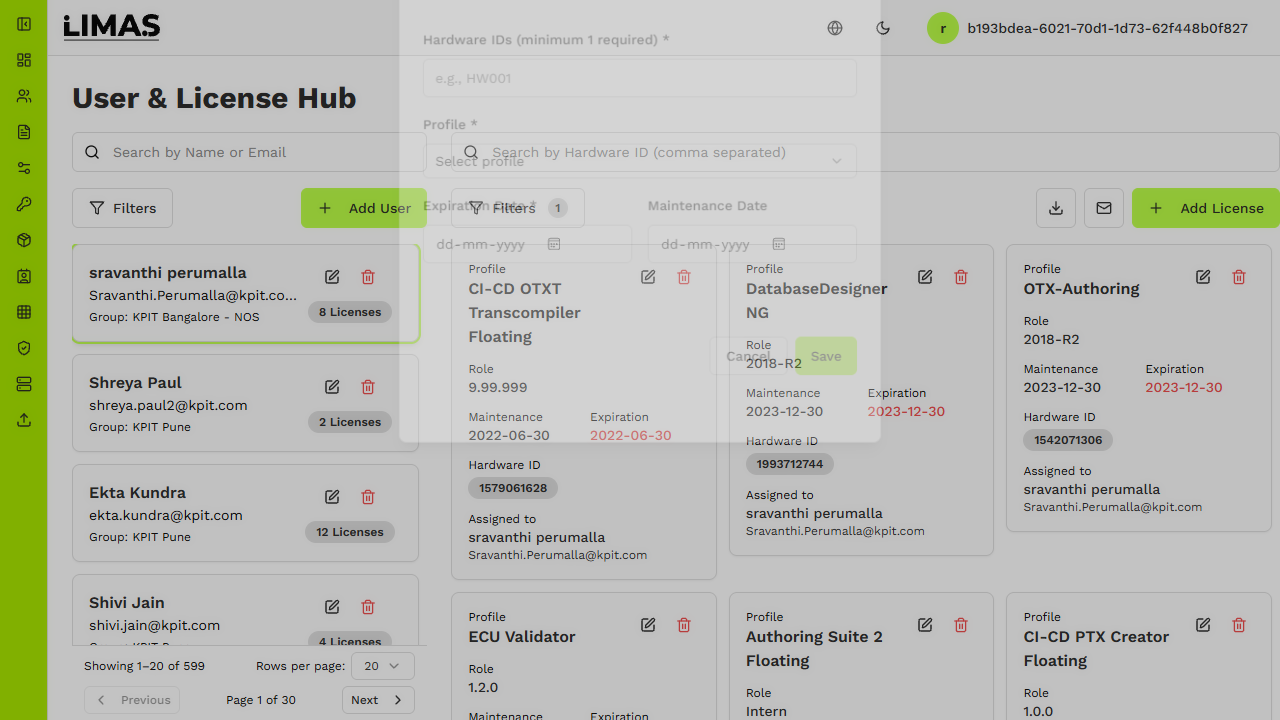 LIMAS
r
b193bdea-6021-70d1-1d73-62f448b0f827
Hardware IDs (minimum 1 required) *
e.g., HW001
Profile *
Select profile
Expiration Date *
Maintenance Date
dd-mm-yyyy
dd-mm-yyyy
Cancel
Save
User & License Hub
Search by Name or Email
Filters
Add User
sravanthi perumalla
Sravanthi.Perumalla@kpit.co...
Group: KPIT Bangalore - NOS
8 Licenses
Shreya Paul
shreya.paul2@kpit.com
Group: KPIT Pune
2 Licenses
Ekta Kundra
ekta.kundra@kpit.com
Group: KPIT Pune
12 Licenses
Shivi Jain
shivi.jain@kpit.com
4 Licenses
Showing 1–20 of 599
Rows per page:
20
Previous
Page 1 of 30
Next
Search by Hardware ID (comma separated)
Filters
1
Add License
Profile
CI-CD OTXT
Transcompiler
Floating
Role
9.99.999
Maintenance
Expiration
2022-06-30
2022-06-30
Hardware ID
1579061628
Assigned to
sravanthi perumalla
Sravanthi.Perumalla@kpit.com
Profile
DatabaseDesigner
NG
Role
2018-R2
Maintenance
Expiration
2023-12-30
2023-12-30
Hardware ID
1993712744
Assigned to
sravanthi perumalla
Sravanthi.Perumalla@kpit.com
Profile
OTX-Authoring
Role
2018-R2
Maintenance
Expiration
2023-12-30
2023-12-30
Hardware ID
1542071306
Assigned to
sravanthi perumalla
Sravanthi.Perumalla@kpit.com
Profile
ECU Validator
Role
1.2.0
Maintenance
Expiration
Profile
Authoring Suite 2
Floating
Role
Intern
Profile
CI-CD PTX Creator
Floating
Role
1.0.0